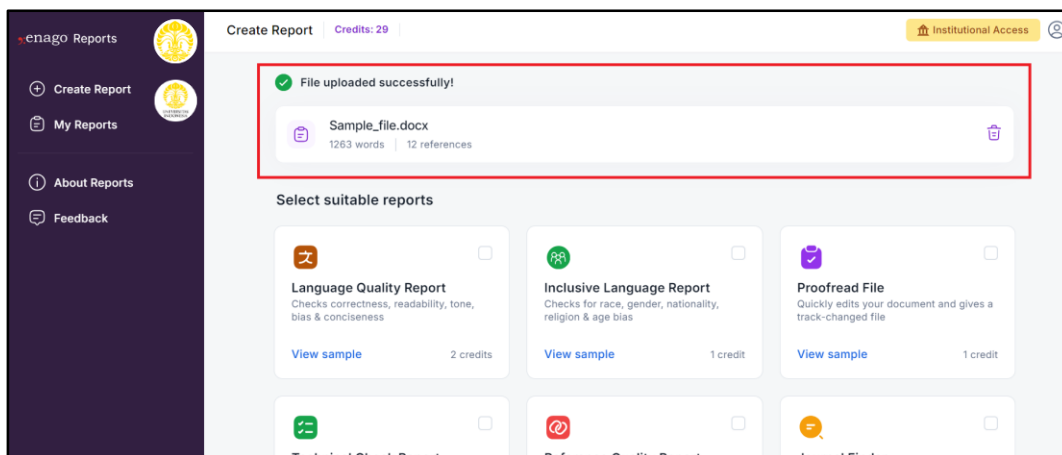 enago Reports
Create Report
My Reports
About Reports
Feedback
Create Report
Credits: 29
Institutional Access
File uploaded successfully!
Sample_file.docx
1263 words | 12 references
Select suitable reports
Language Quality Report
Checks correctness, readability, tone,
bias & conciseness
View sample
2 credits
Inclusive Language Report
Checks for race, gender, nationality,
religion & age bias
View sample
1 credit
Proofread File
Quickly edits your document and gives a
track-changed file
View sample
1 credit